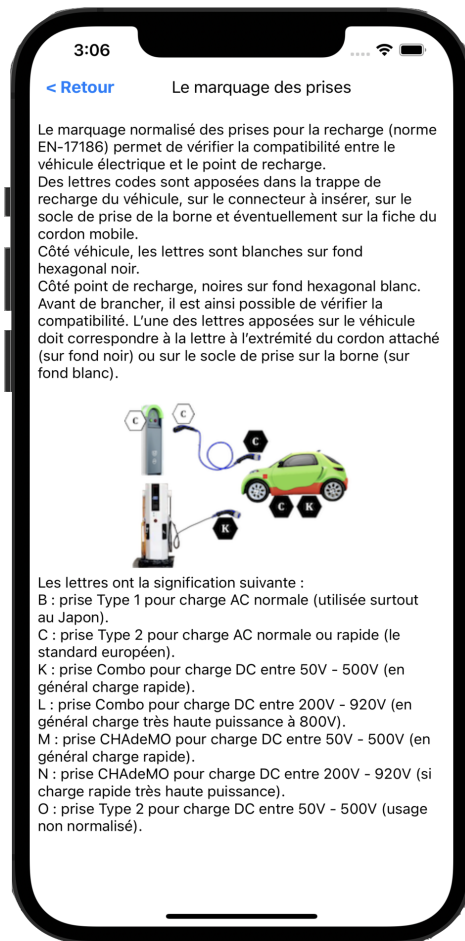 3:06
< Retour
Le marquage des prises
Le marquage normalisé des prises pour la recharge (norme
EN-17186) permet de vérifier la compatibilité entre le
véhicule électrique et le point de recharge.
Des lettres codes sont apposées dans la trappe de
recharge du véhicule, sur le connecteur à insérer, sur le
socle de prise de la borne et éventuellement sur la fiche du
cordon mobile.
Côté véhicule, les lettres sont blanches sur fond
hexagonal noir.
Côté point de recharge, noires sur fond hexagonal blanc.
Avant de brancher, il est ainsi possible de vérifier la
compatibilité. L'une des lettres apposées sur le véhicule
doit correspondre à la lettre à l'extrémité du cordon attaché
(sur fond noir) ou sur le socle de prise sur la borne (sur
fond blanc).
C
C
C
C
K
K
Les lettres ont la signification suivante :
B : prise Type 1 pour charge AC normale (utilisée surtout
au Japon).
C : prise Type 2 pour charge AC normale ou rapide (le
standard européen).
K : prise Combo pour charge DC entre 50V - 500V (en
général charge rapide).
L : prise Combo pour charge DC entre 200V - 920V (en
général charge très haute puissance à 800V).
M : prise CHAdeMO pour charge DC entre 50V - 500V (en
général charge rapide).
N : prise CHAdeMO pour charge DC entre 200V - 920V (si
charge rapide très haute puissance).
O : prise Type 2 pour charge DC entre 50V - 500V (usage
non normalisé).